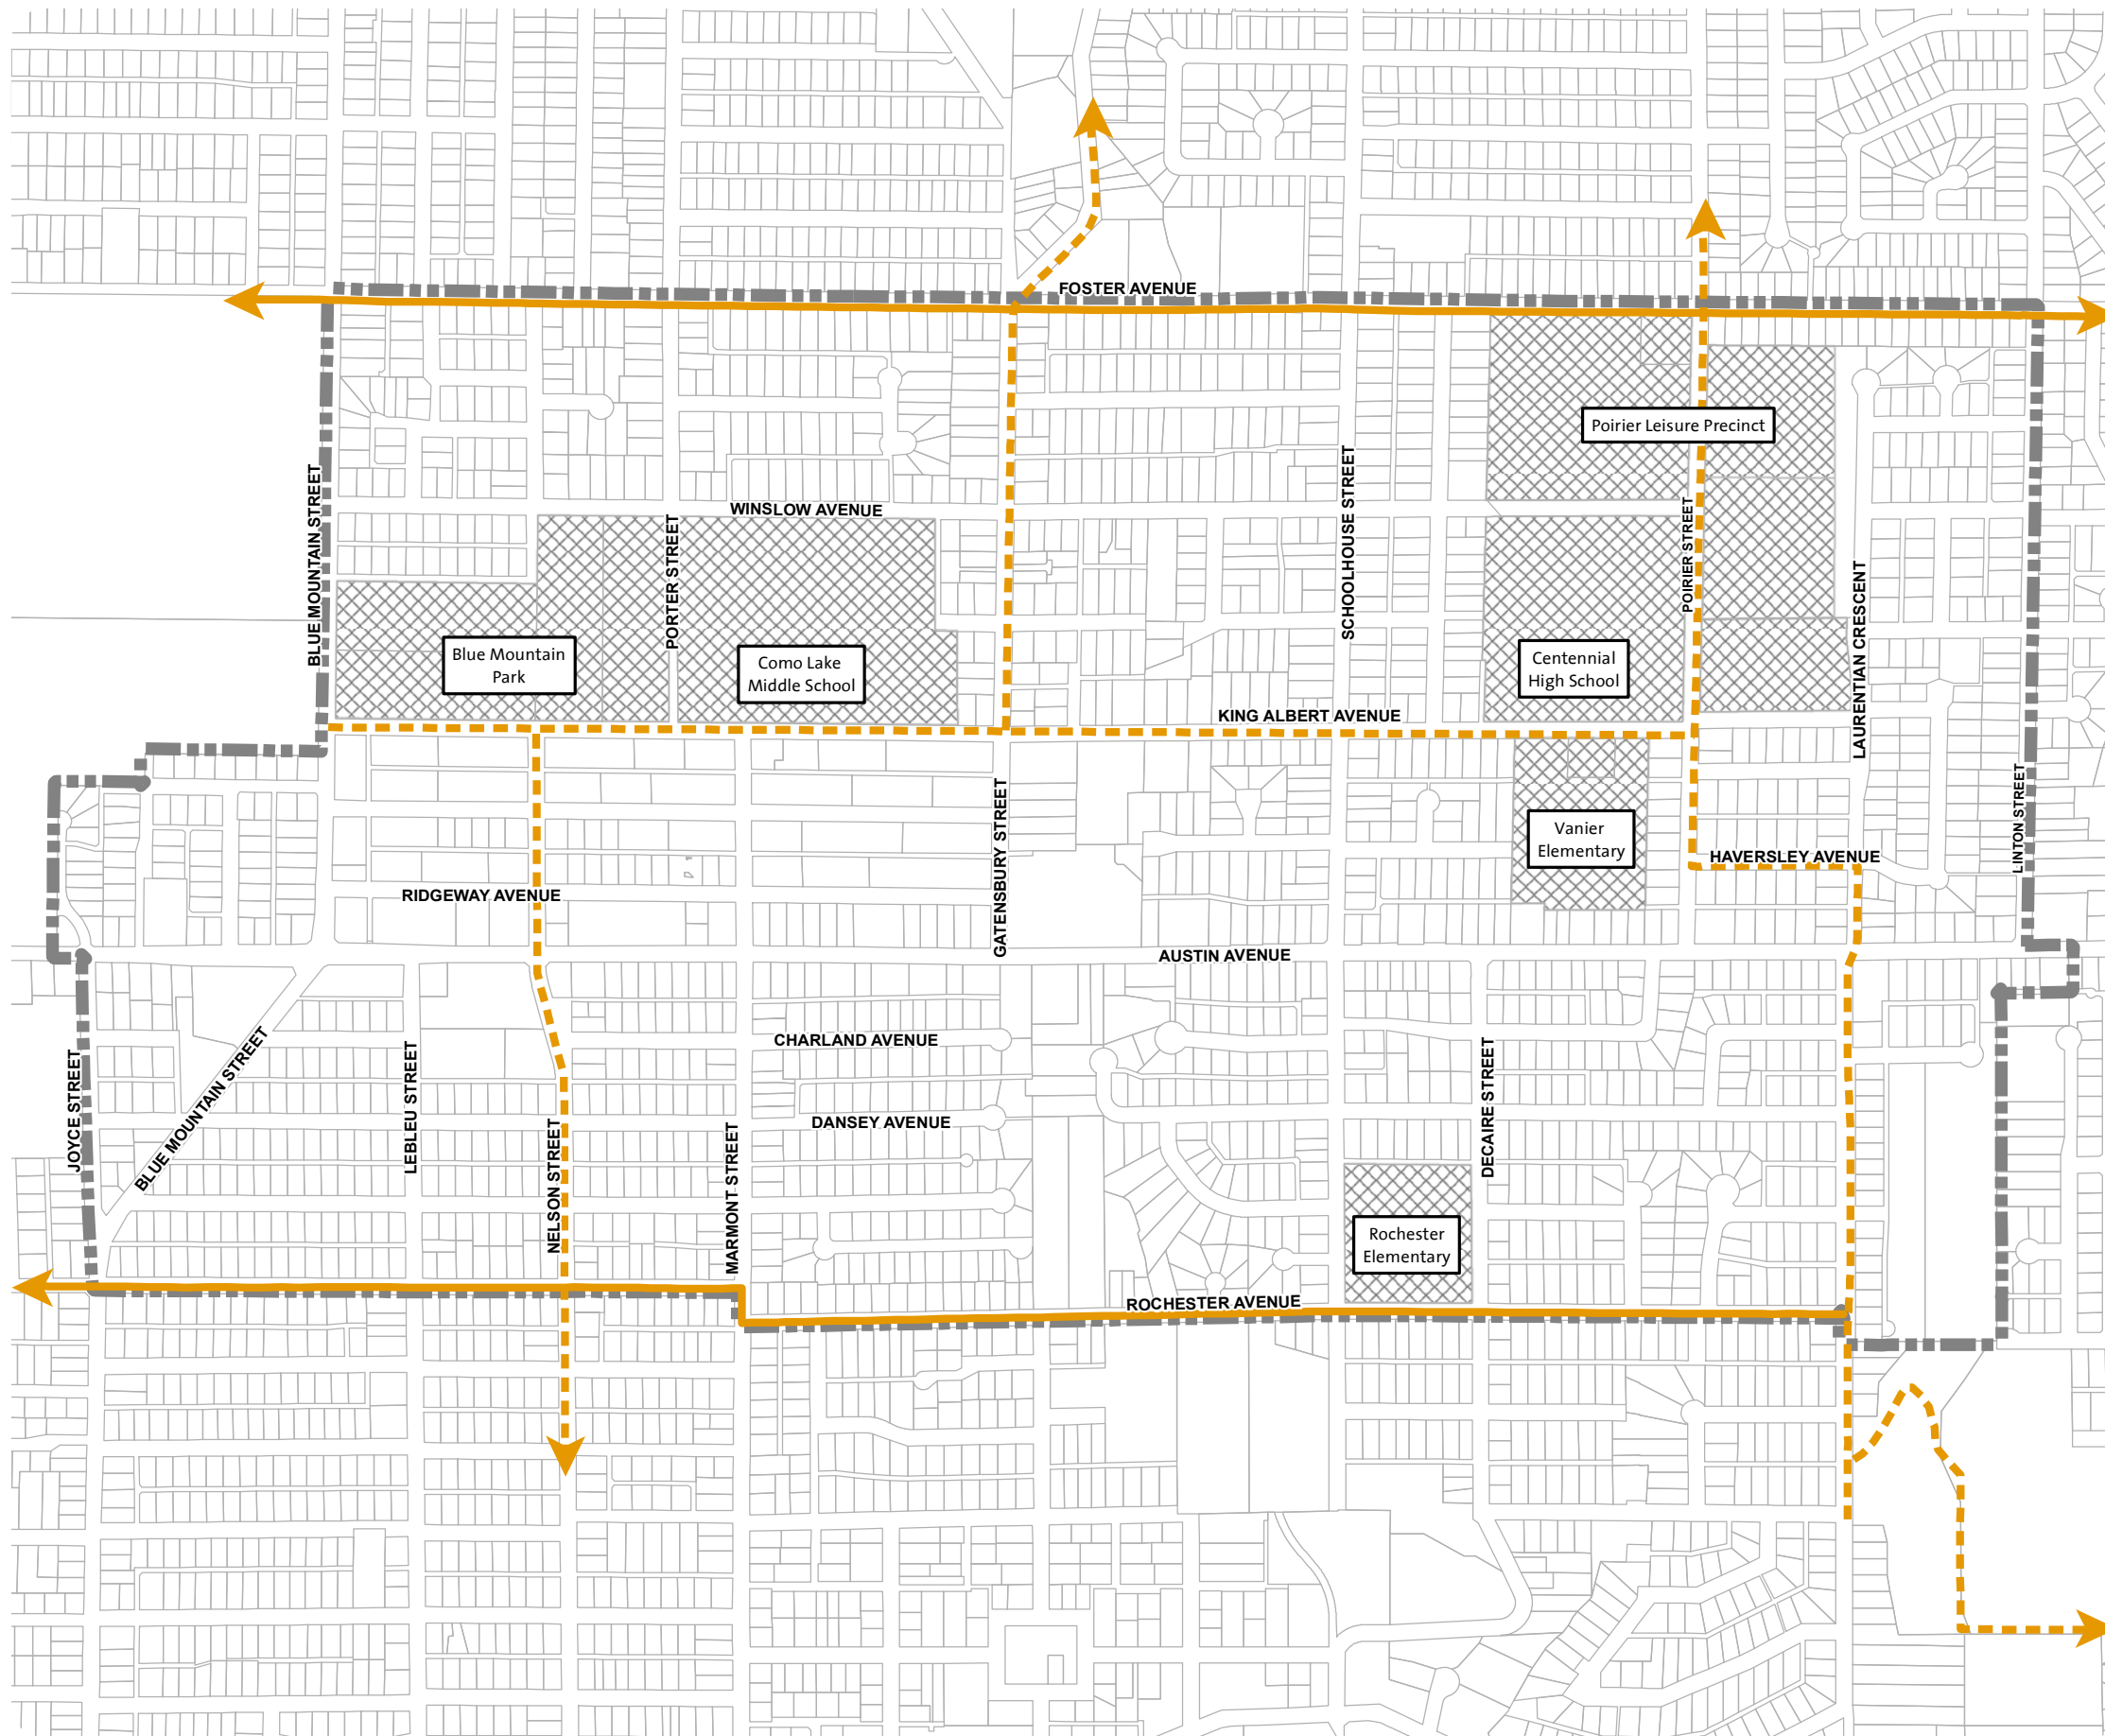 FOSTER AVENUE
Poirier Leisure Precinct
BLUE MOUNTAIN STREET
WINSLOW AVENUE
PORTER STREET
SCHOOLHOUSE STREET
POIRIER STREET
LAURENTIAN CRESCENT
Blue Mountain
Park
Como Lake
Middle School
Centennial
High School
KING ALBERT AVENUE
GATENSBURY STREET
LINTON STREET
Vanier
Elementary
HAVERSLEY AVENUE
RIDGEWAY AVENUE
AUSTIN AVENUE
CHARLAND AVENUE
JOYCE STREET
BLUE MOUNTAIN STREET
LEBLEU STREET
DECAIRE STREET
DANSEY AVENUE
NELSON STREET
MARMONT STREET
Rochester
Elementary
ROCHESTER AVENUE